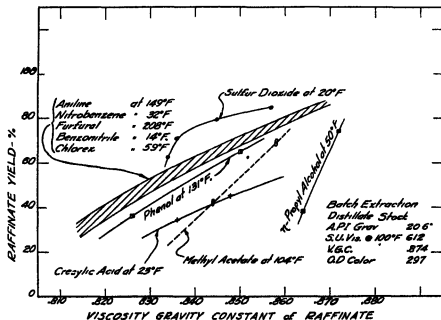 100
80
60
40
20
0
RAFFINATE YIELD-%
Aniline at 149°F
Nitrobenzene " 32°F
Furfural " 208°F
Benzonitrile " 14°F
Chlorex " 59°F
Sulfur Dioxide at 20°F
Phenol at 131°F.
n-Propyl Alcohol at 50°F
Methyl Acetate at 104°F
Cresylic Acid at 23°F
Batch Extraction
Distillate Stock
A.P.I Grav 20.6°
S.U.Vis. @ 100°F 612
V.G.C. .874
O.D Color 297
.810 .820 .830 .840 .850 .860 .870 .880
VISCOSITY GRAVITY CONSTANT of RAFFINATE